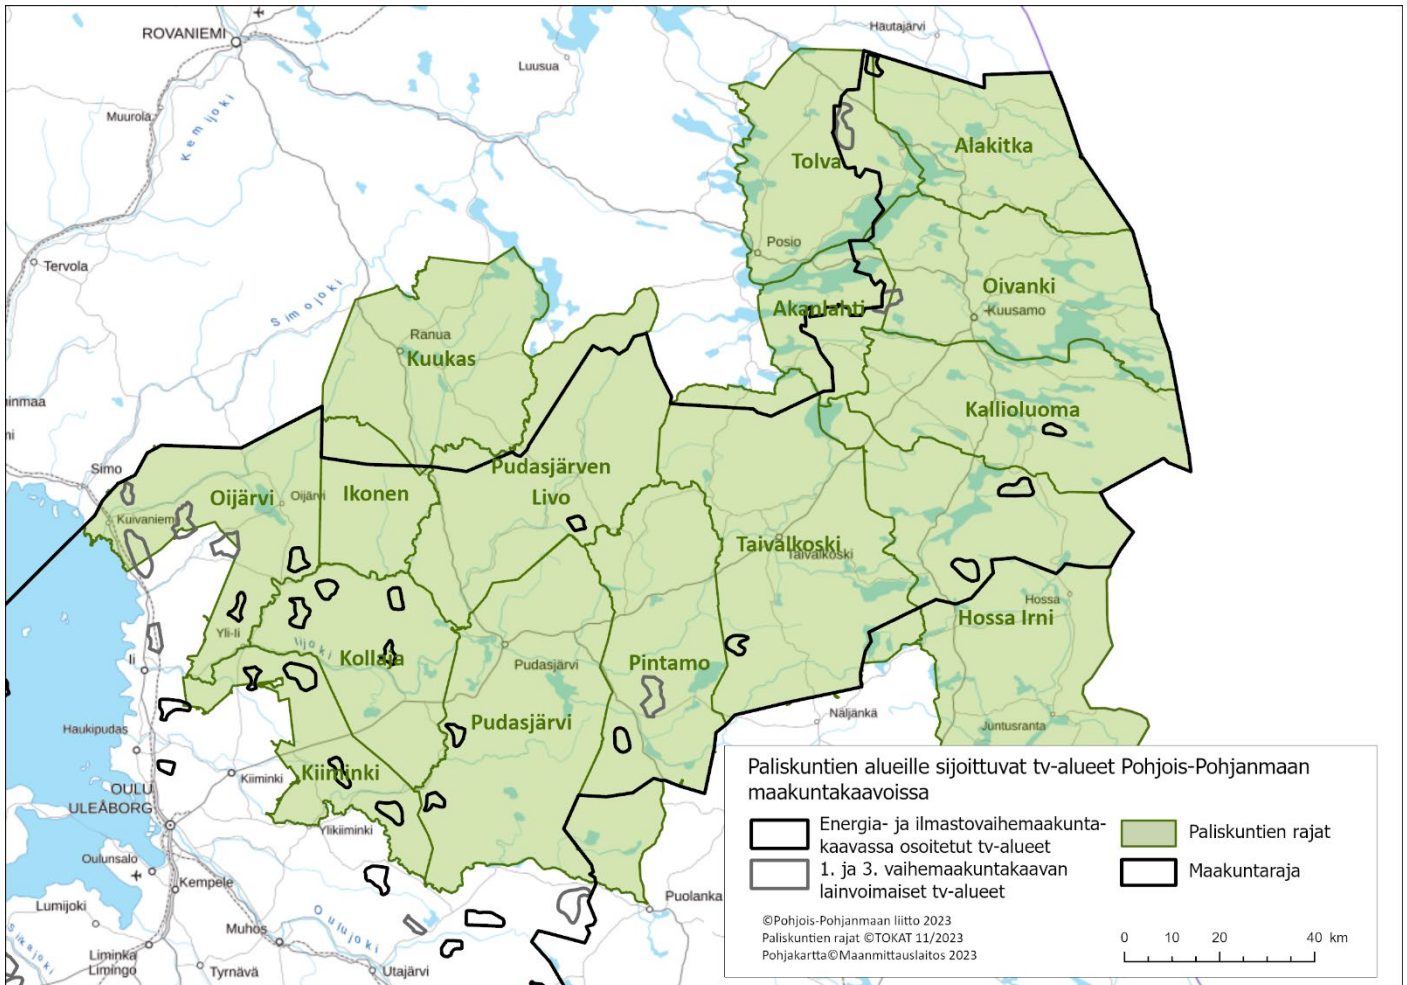 Hautajärvi
ROVANIEMI
Luusua
Muurola
Kemijoki
Alakitka
Tolva
Posio
Tervola
Oivanki
Simojoki
Akanlahti
Kuusamo
Ranua
Kuukas
inmaa
Kallioluoma
ni
Simo
Pudasjärven
Livo
Oijärvi
Oijärvi
Ikonen
Kuivaniemi
Taivalkoski
Taivalkoski
Hossa
Hossa Irni
Yli-Ii
Iijoki
Ii
Kollaja
Pudasjärvi
Pintamo
Näljänkä
Juntusranta
Haukipudas
Pudasjärvi
Kiiminki
Kiiminki
OULU
ULEÅBORG
Ylikiiminki
Oulunsalo
Kempele
Puolanka
Lumijoki
Oulujoki
Muhos
Siikajoki
Liminka
Limingo
Tyrnävä
Utajärvi
Paliskuntien alueille sijoittuvat tv-alueet Pohjois-Pohjanmaan
maakuntakaavoissa
Energia- ja ilmastovaihemaakunta-
kaavassa osoitetut tv-alueet
1. ja 3. vaihemaakuntakaavan
lainvoimaiset tv-alueet
Paliskuntien rajat
Maakuntaraja
©Pohjois-Pohjanmaan liitto 2023
Paliskuntien rajat ©TOKAT 11/2023
Pohjakartta©Maanmittauslaitos 2023
0 10 20 40 km